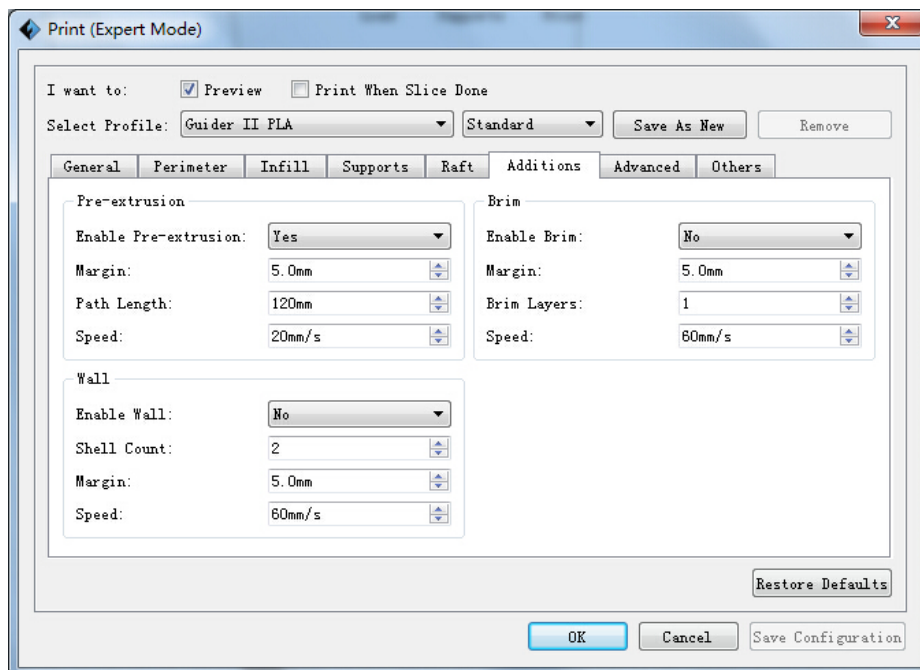 Print (Expert Mode)
I want to: Preview Print When Slice Done
Select Profile: Guider II PLA Standard Save As New Remove
General Perimeter Infill Supports Raft Additions Advanced Others
Pre-extrusion
Enable Pre-extrusion: Yes
Margin: 5.0mm
Path Length: 120mm
Speed: 20mm/s
Brim
Enable Brim: No
Margin: 5.0mm
Brim Layers: 1
Speed: 60mm/s
Wall
Enable Wall: No
Shell Count: 2
Margin: 5.0mm
Speed: 60mm/s
Restore Defaults
OK Cancel Save Configuration